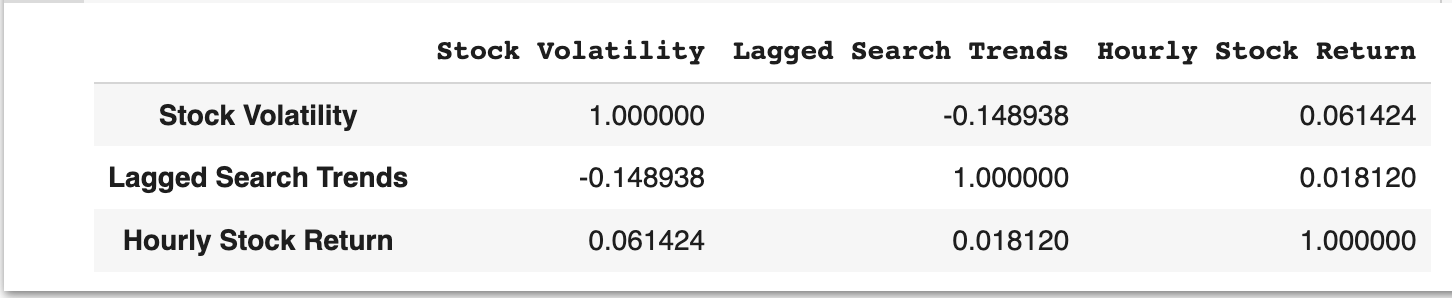 Stock Volatility Lagged Search Trends Hourly Stock Return
Stock Volatility 1.000000 -0.148938 0.061424
Lagged Search Trends -0.148938 1.000000 0.018120
Hourly Stock Return 0.061424 0.018120 1.000000